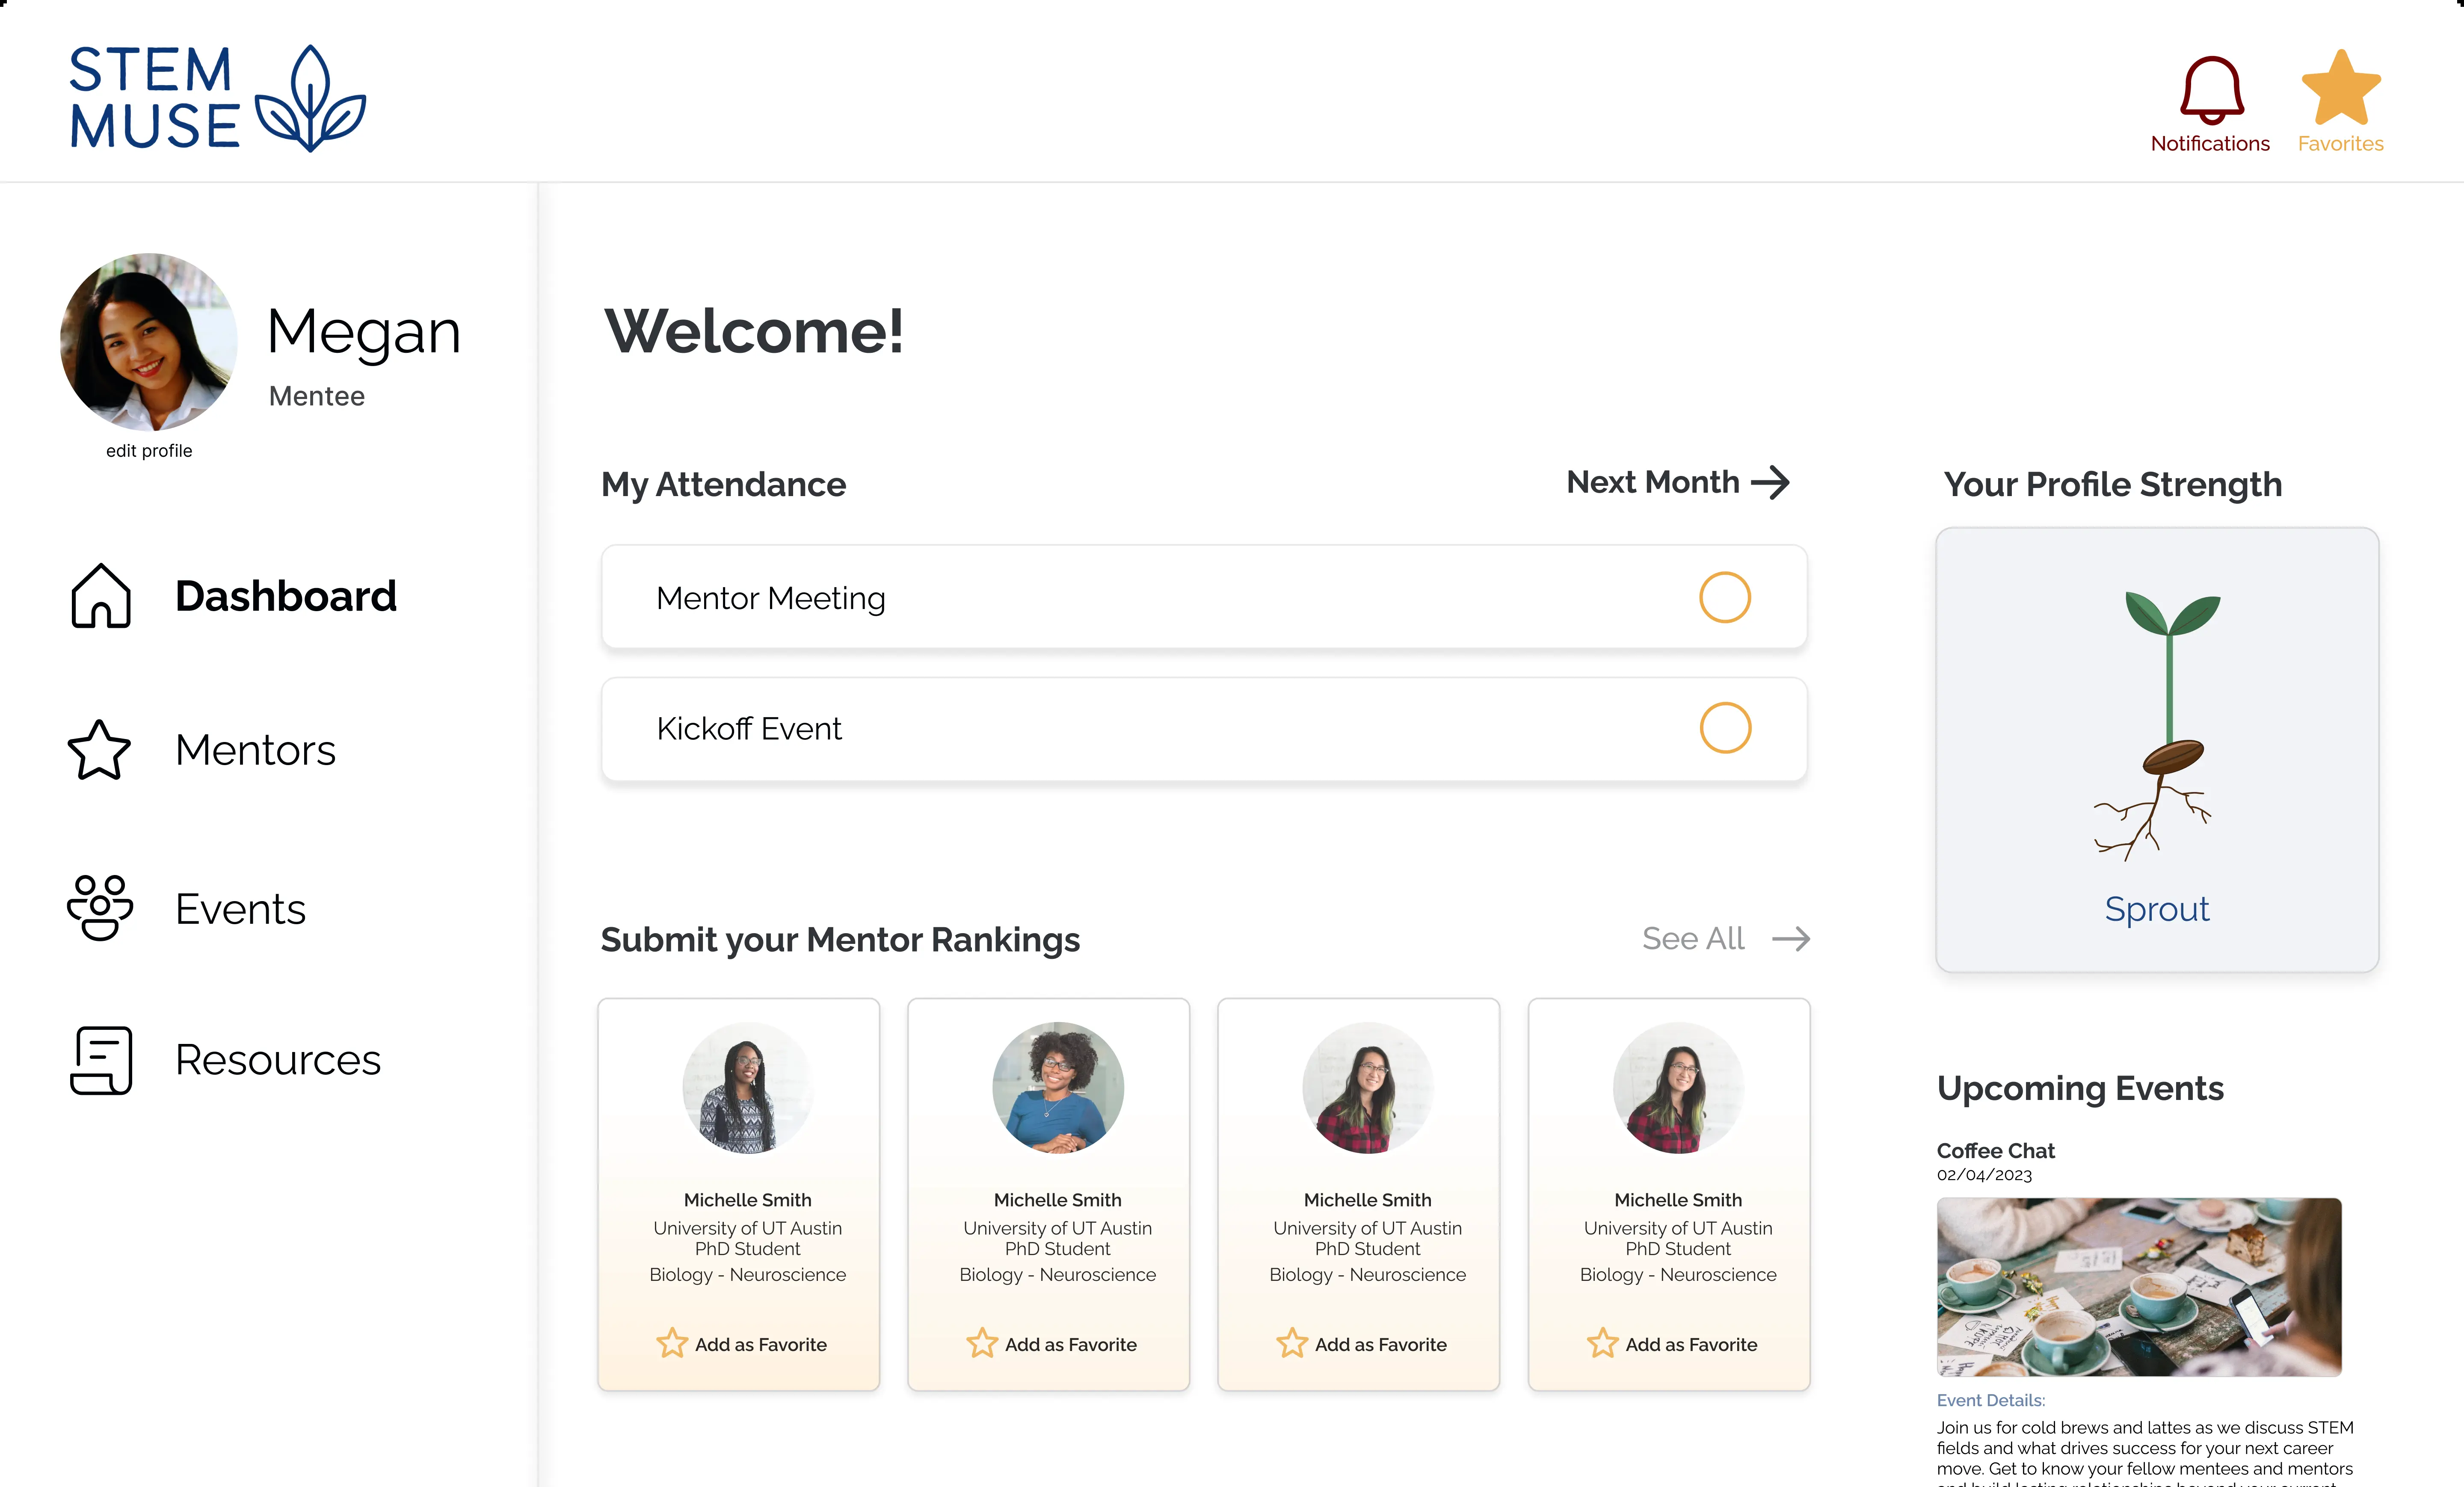 STEM
MUSE
Notifications
Favorites
Megan
Mentee
edit profile
Dashboard
Mentors
Events
Resources
Welcome!
My Attendance
Next Month
Mentor Meeting
Kickoff Event
Submit your Mentor Rankings
See All
Michelle Smith
University of UT Austin
PhD Student
Biology - Neuroscience
Add as Favorite
Michelle Smith
University of UT Austin
PhD Student
Biology - Neuroscience
Add as Favorite
Michelle Smith
University of UT Austin
PhD Student
Biology - Neuroscience
Add as Favorite
Michelle Smith
University of UT Austin
PhD Student
Biology - Neuroscience
Add as Favorite
Your Profile Strength
Sprout
Upcoming Events
Coffee Chat
02/04/2023
Event Details:
Join us for cold brews and lattes as we discuss STEM
fields and what drives success for your next career
move. Get to know your fellow mentees and mentors